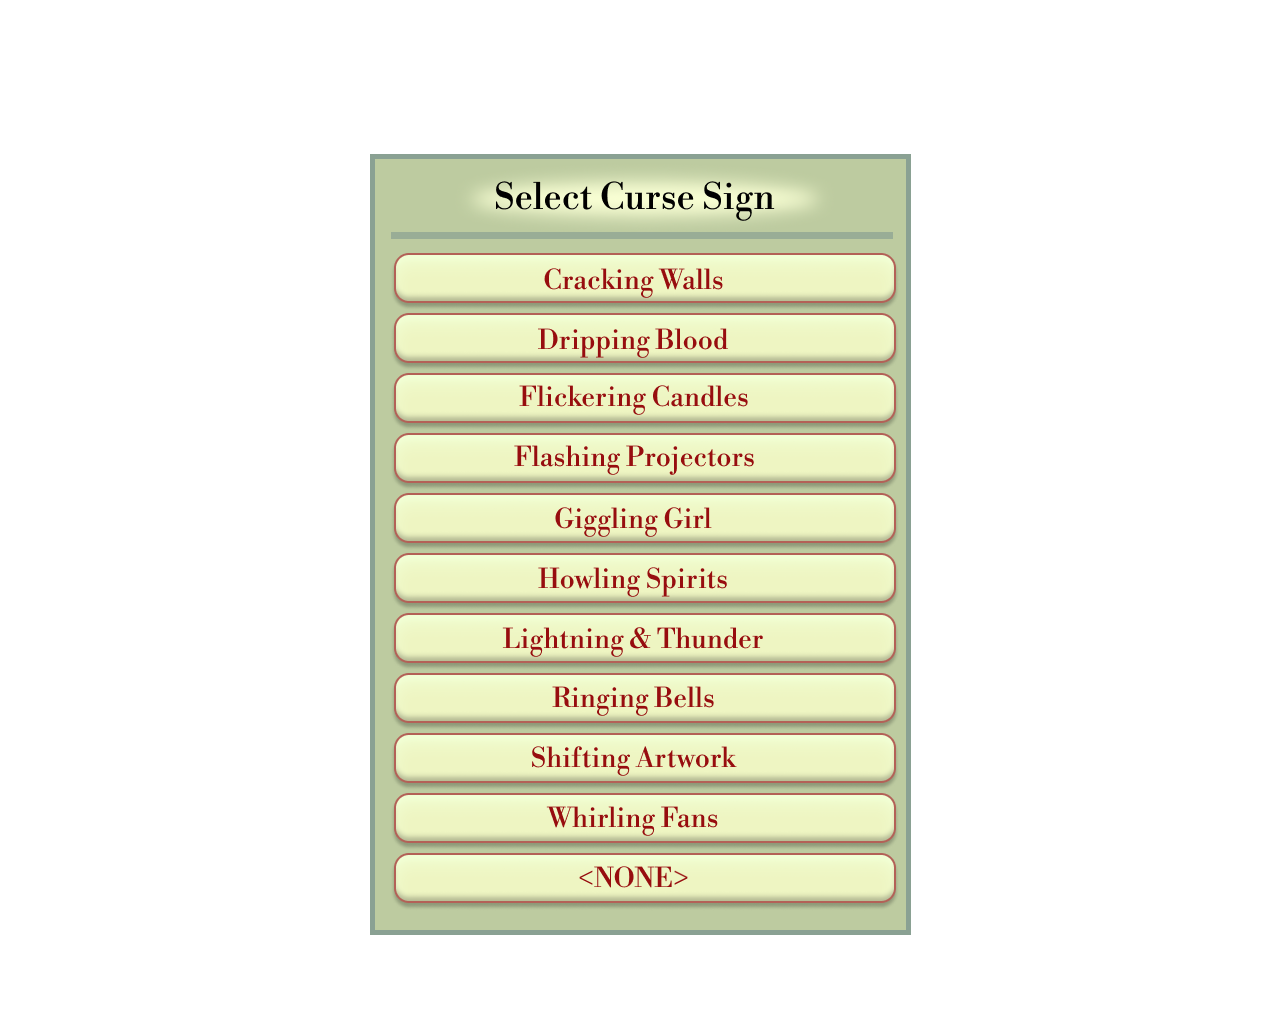 Select Curse Sign
Cracking Walls
Dripping Blood
Flickering Candles
Flashing Projectors
Giggling Girl
Howling Spirits
Lightning & Thunder
Ringing Bells
Shifting Artwork
Whirling Fans
<NONE>